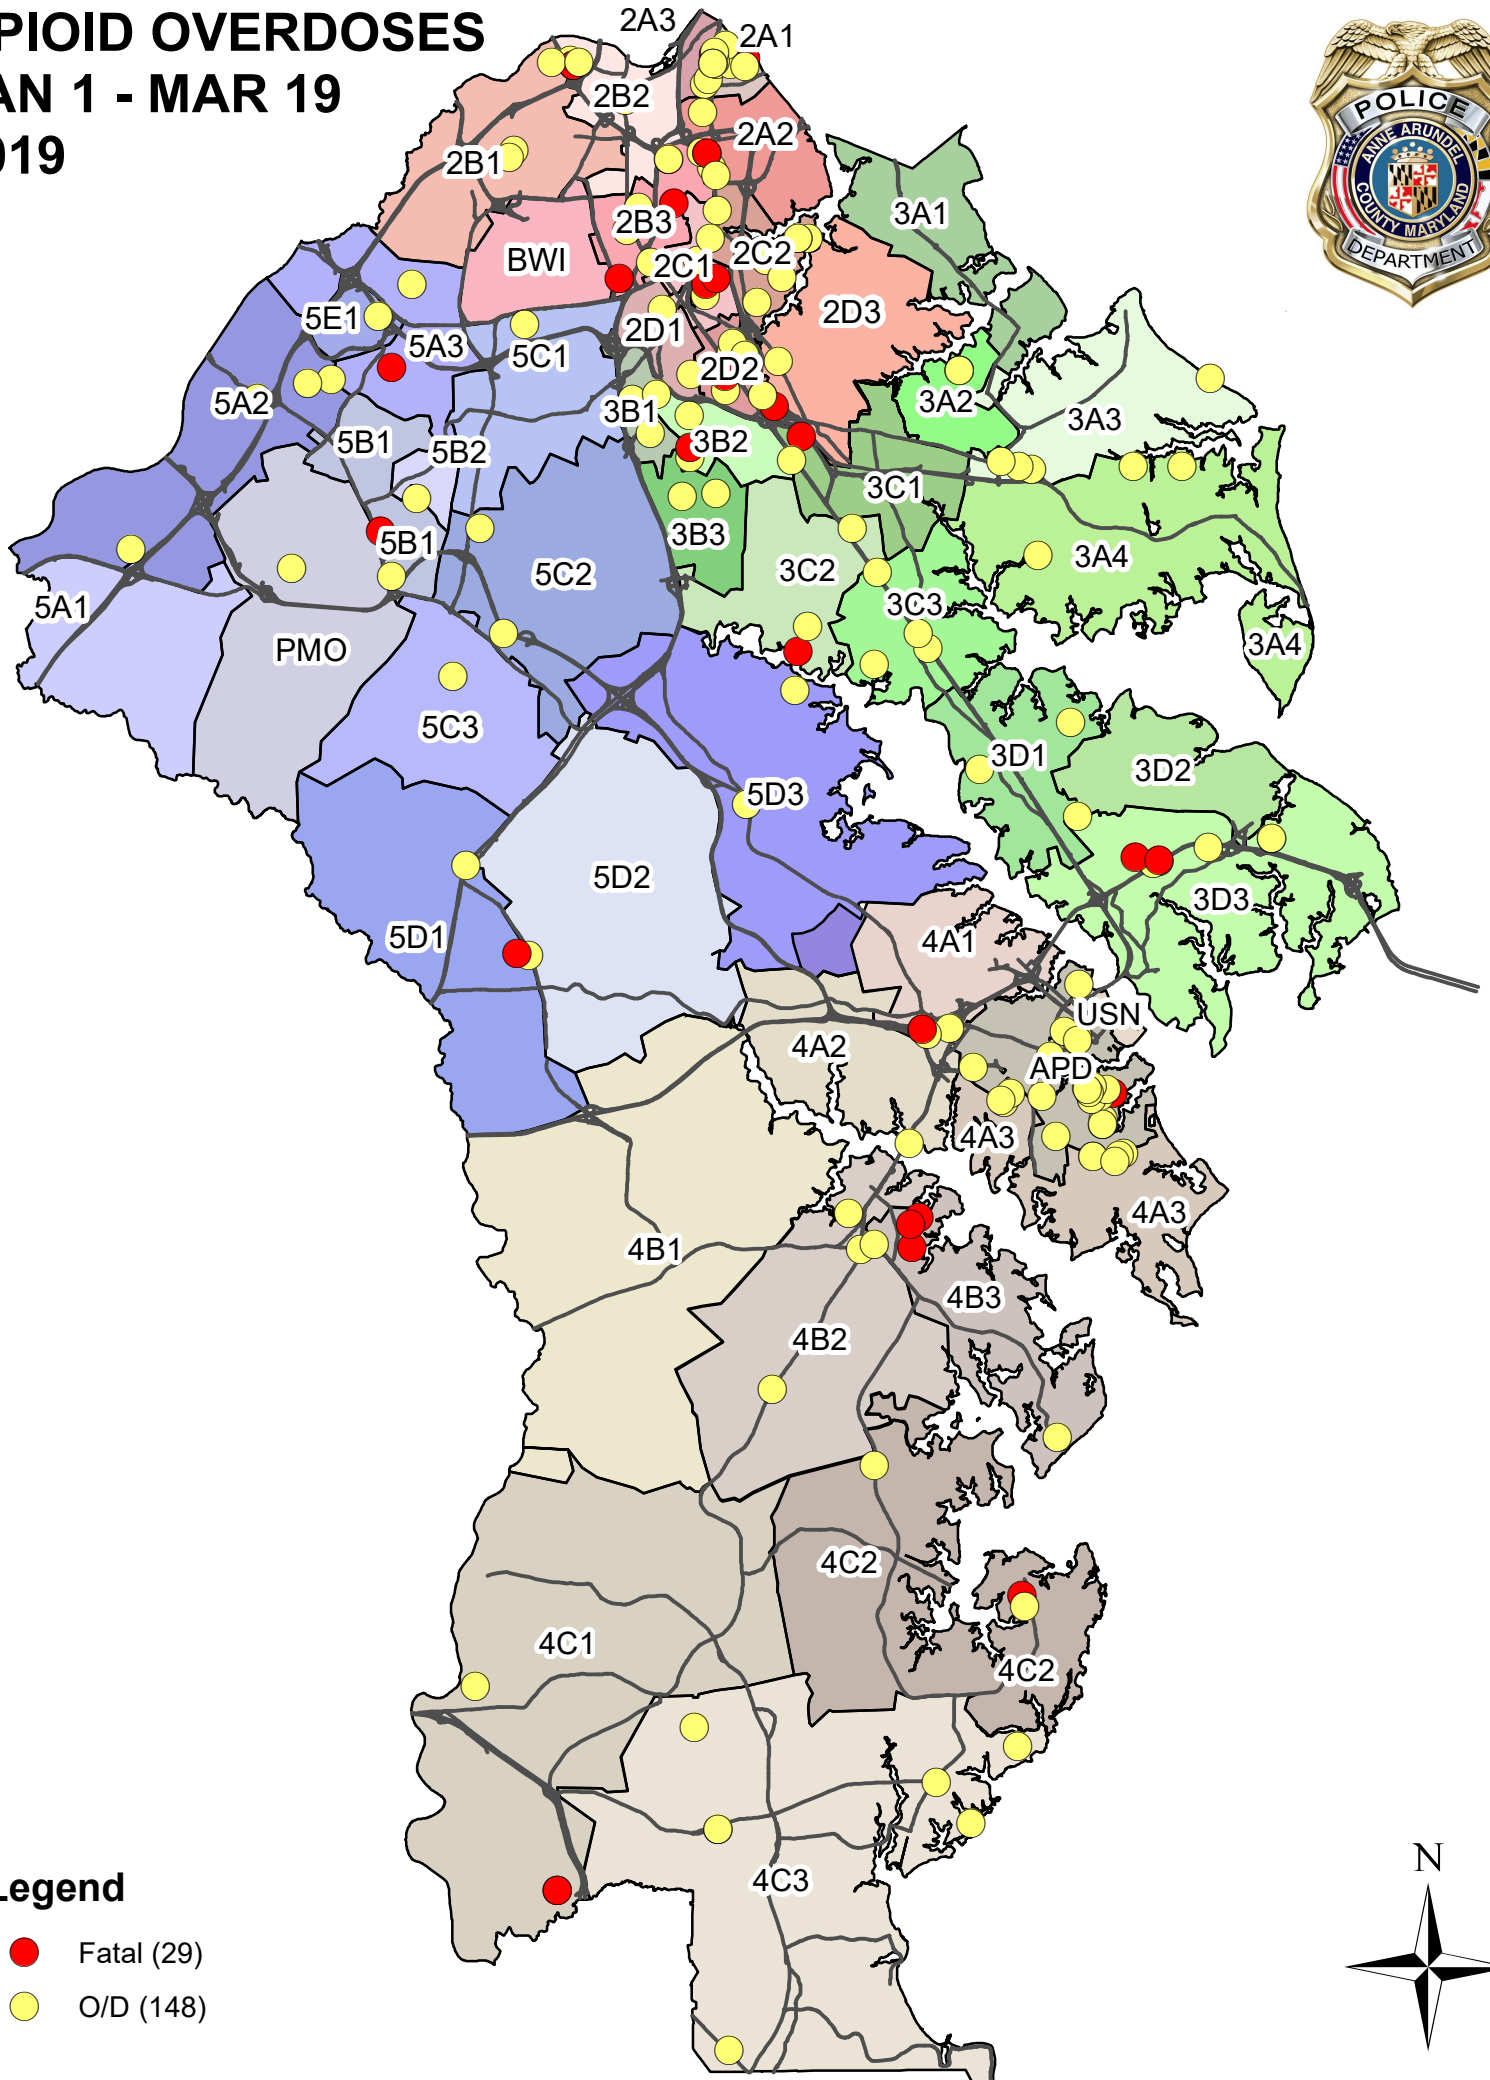 PIOID OVERDOSES
AN 1 - MAR 19
019
POLICE
ANNE ARUNDEL
COUNTY MARYLAND
DEPARTMENT
2A3
2A1
2B2
2A2
2B1
3A1
2B3
BWI
2C1
2C2
2D3
5E1
5A3
5C1
2D1
2D2
5A2
3A2
3A3
3B1
5B1
5B2
3B2
3C1
3B3
5B1
5C2
3C2
3A4
5A1
3C3
PMO
3A4
5C3
3D1
3D2
5D3
5D2
3D3
5D1
4A1
USN
4A2
APD
4A3
4A3
4B1
4B3
4B2
4C2
4C1
4C2
4C3
Legend
Fatal (29)
O/D (148)
N